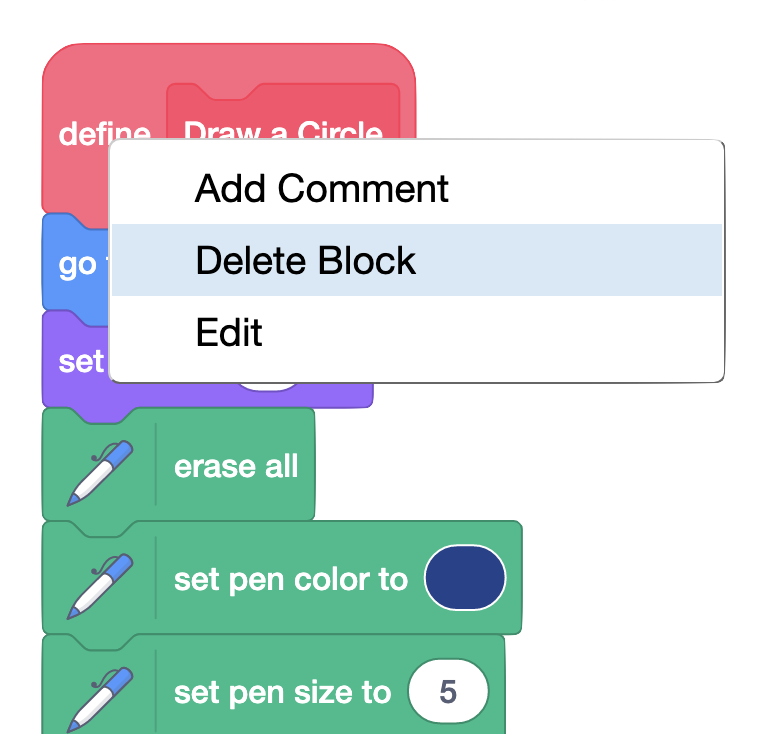 define Draw a Circle
Add Comment
go
Delete Block
Edit
set
erase all
set pen color to
set pen size to 5